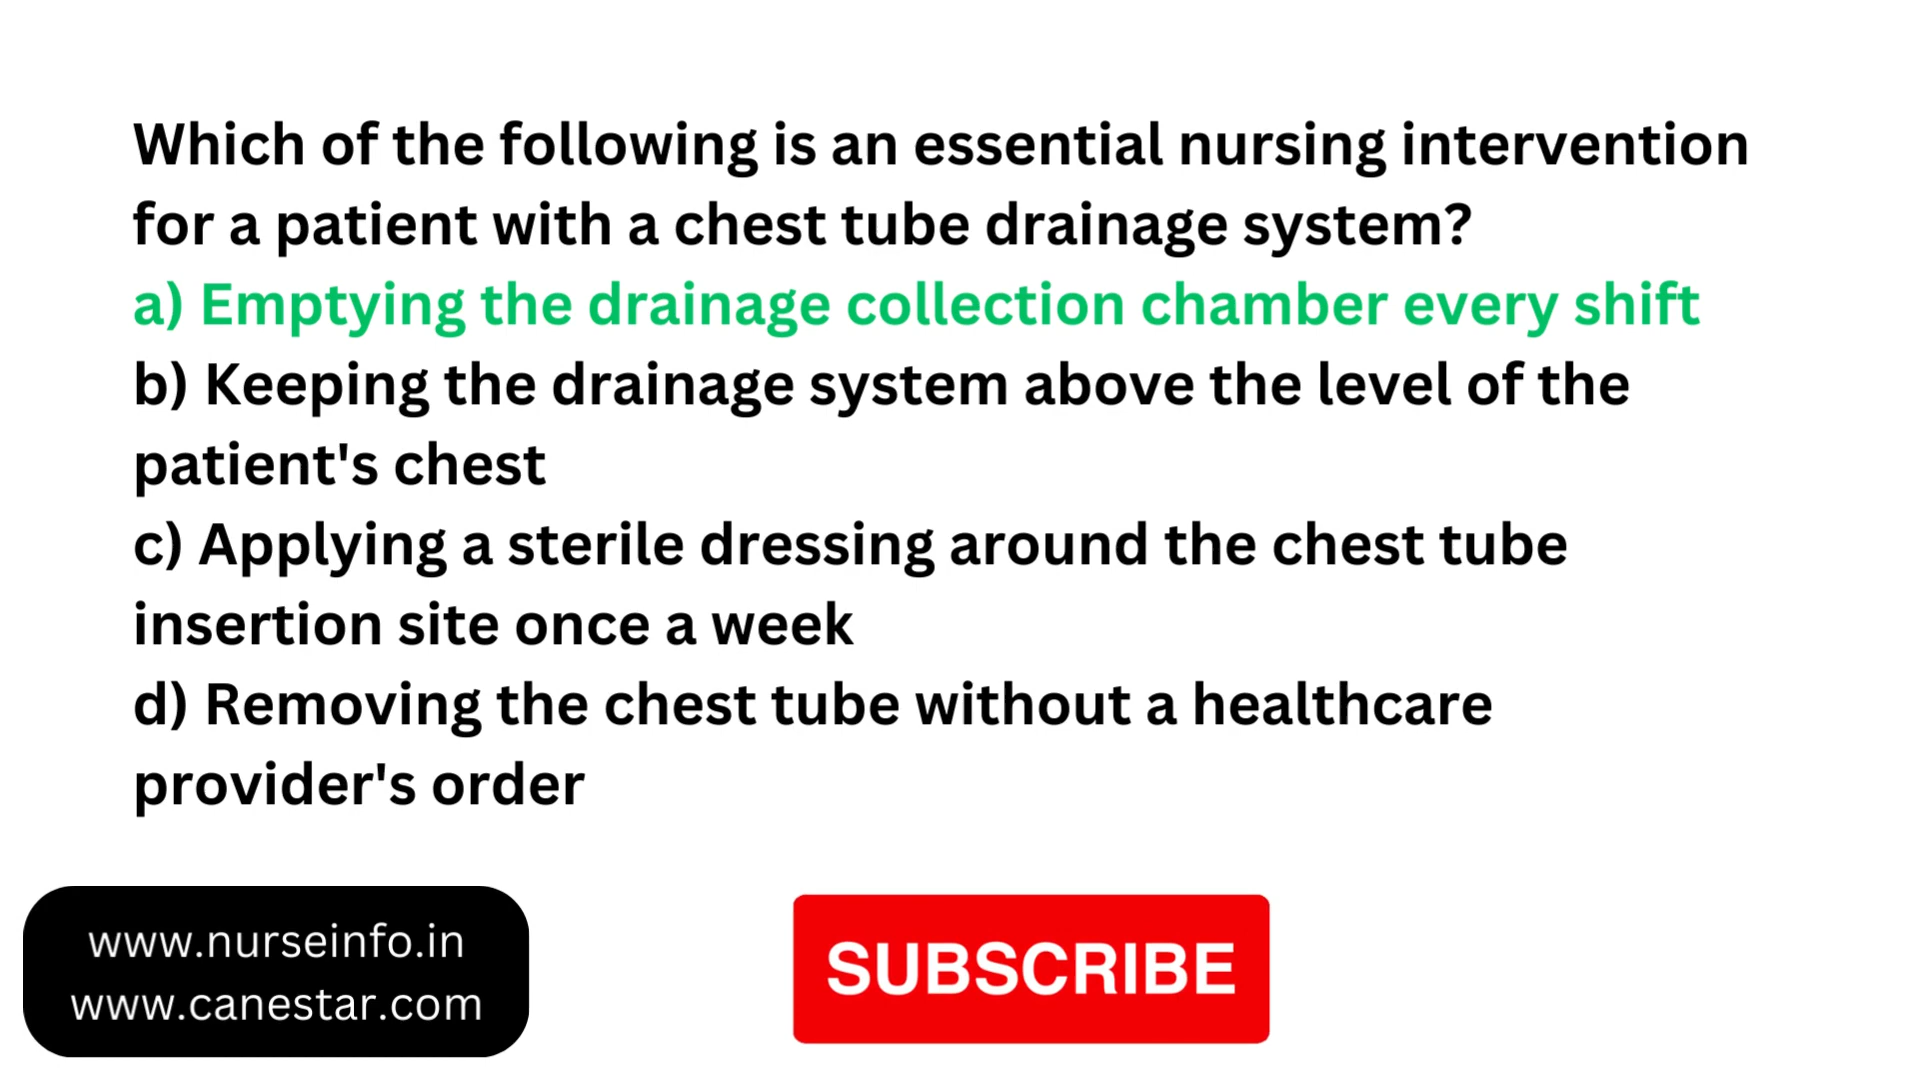 Which of the following is an essential nursing intervention
for a patient with a chest tube drainage system?
a) Emptying the drainage collection chamber every shift
b) Keeping the drainage system above the level of the
patient's chest
c) Applying a sterile dressing around the chest tube
insertion site once a week
d) Removing the chest tube without a healthcare
provider's order
www.nurseinfo.in
www.canestar.com
SUBSCRIBE